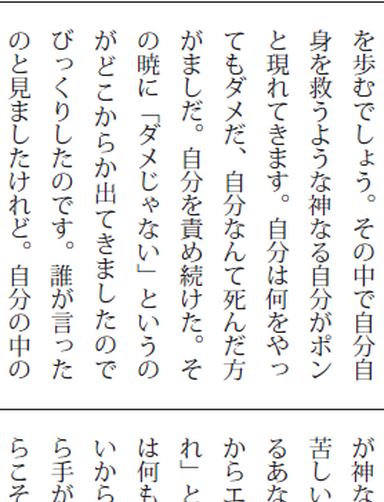 を歩むでしょう。その中で自分自
身を救うような神なる自分がポン
と現れてきます。自分は何をやっ
てもダメだ、自分なんて死んだ方
がましだ。自分を責め続けた。そ
の暁に「ダメじゃない」というの
がどこからか出てきましたので
びっくりしたのです。誰が言った
のと見ましたけれど。自分の中の
が神な
苦しい
るあな
からエ
れ」と
は何も
いから
ら手が
らこそ